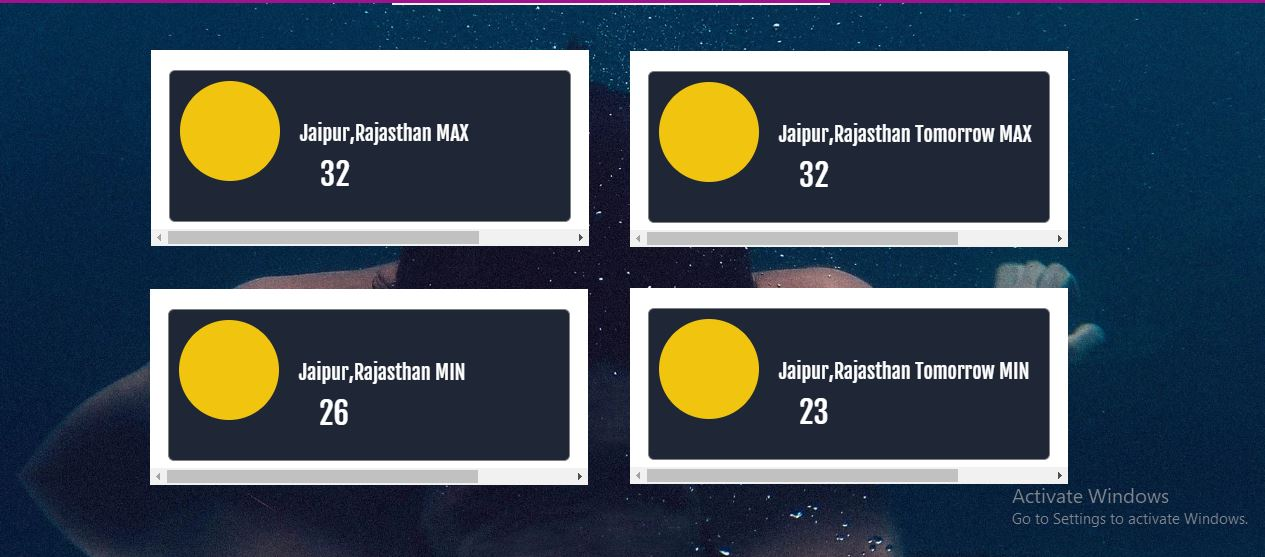 Jaipur,Rajasthan MAX
32
Jaipur,Rajasthan Tomorrow MAX
32
Jaipur,Rajasthan MIN
26
Jaipur,Rajasthan Tomorrow MIN
23
Activate Windows
Go to Settings to activate Windows.